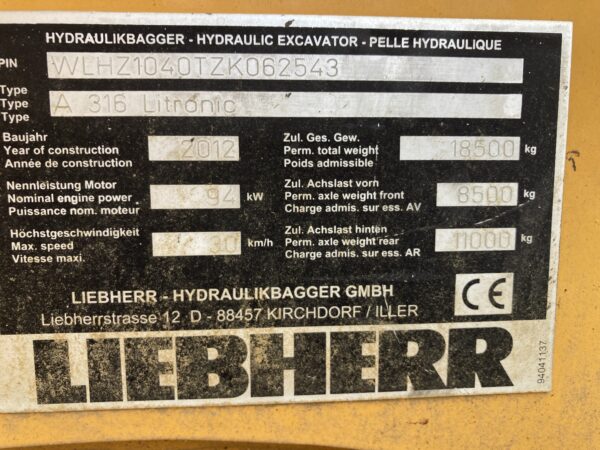 HYDRAULIKBAGGER - HYDRAULIC EXCAVATOR - PELLE HYDRAULIQUE
PIN WLHZ1040TZK062543
Type
Type A 316 Litronic
Type
Baujahr
Year of construction 2012
Année de construction
Zul. Ges. Gew.
Perm. total weight 18500 kg
Poids admissible
Nennleistung Motor
Nominal engine power 94 kW
Puissance nom. moteur
Zul. Achslast vorn
Perm. axle weight front 8500 kg
Charge admis. sur ess. AV
Höchstgeschwindigkeit
Max. speed 30 km/h
Vitesse maxi.
Zul. Achslast hinten
Perm. axle weight rear 11000 kg
Charge admis. sur ess. AR
LIEBHERR - HYDRAULIKBAGGER GMBH
Liebherrstrasse 12 D - 88457 KIRCHDORF / ILLER
CE
LIEBHERR
94041137